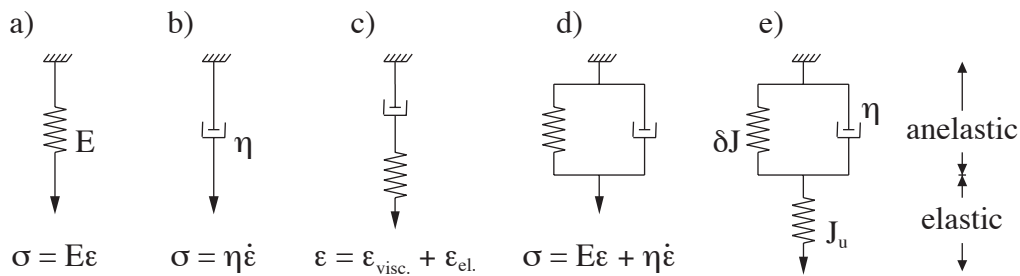 a) b) c) d) e)
E η δJ η anelastic
J_u elastic
σ = Eε σ = ηε̇ ε = ε_visc. + ε_el. σ = Eε + ηε̇